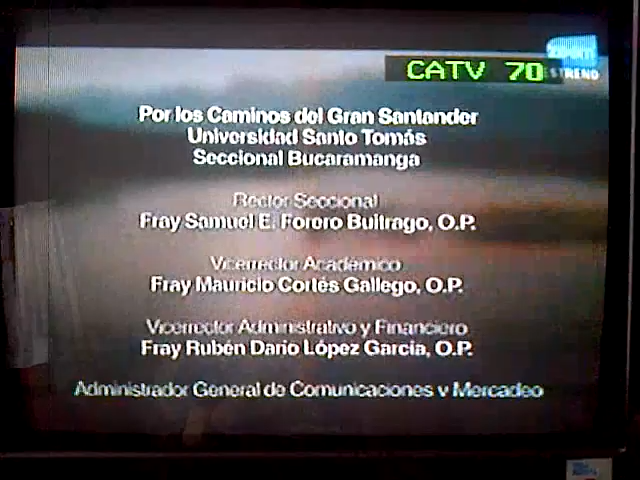 CATV 70
ESTRENO
Por los Caminos del Gran Santander
Universidad Santo Tomás
Seccional Bucaramanga
Rector Seccional
Fray Samuel E. Forero Buitrago, O.P.
Vicerrector Académico
Fray Mauricio Cortés Gallego, O.P.
Vicerrector Administrativo y Financiero
Fray Rubén Darío López García, O.P.
Administrador General de Comunicaciones y Mercadeo